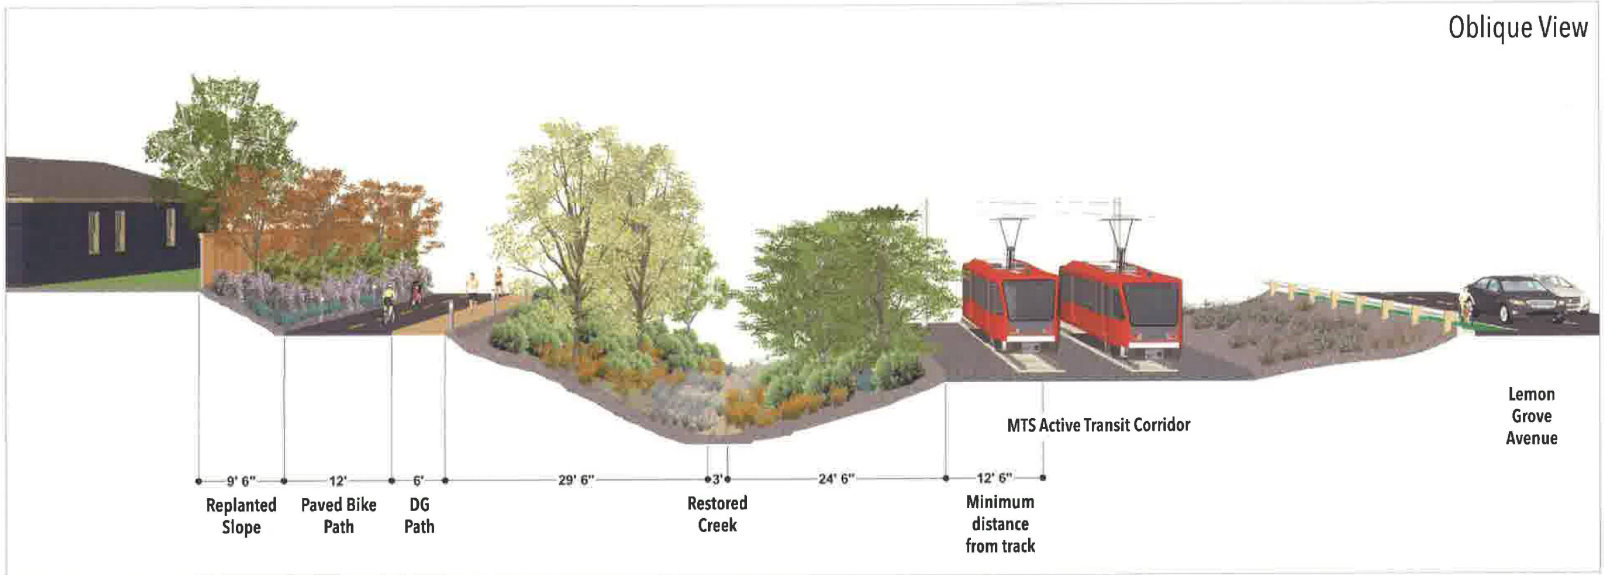 Oblique View
9' 6"
12'
6'
29' 6"
3'
24' 6"
12' 6"
Replanted
Slope
Paved Bike
Path
DG
Path
Restored
Creek
Minimum
distance
from track
MTS Active Transit Corridor
Lemon
Grove
Avenue